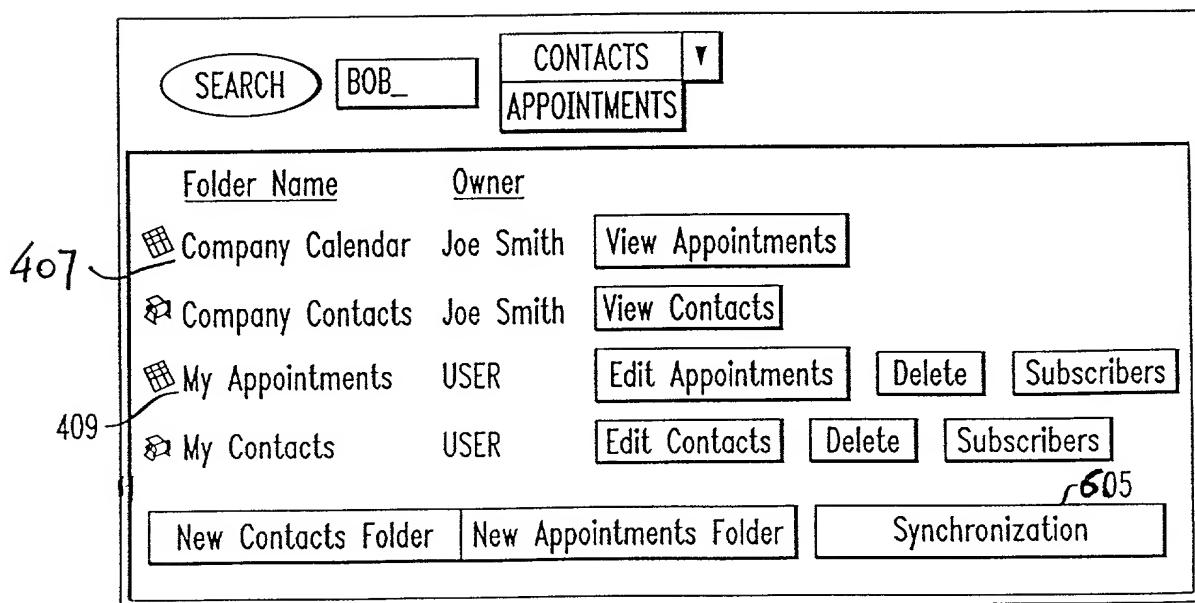 SEARCH BOB_ CONTACTS ▼
APPOINTMENTS
Folder Name Owner
407 Company Calendar Joe Smith View Appointments
Company Contacts Joe Smith View Contacts
My Appointments USER Edit Appointments Delete Subscribers
409 My Contacts USER Edit Contacts Delete Subscribers
605
New Contacts Folder New Appointments Folder Synchronization